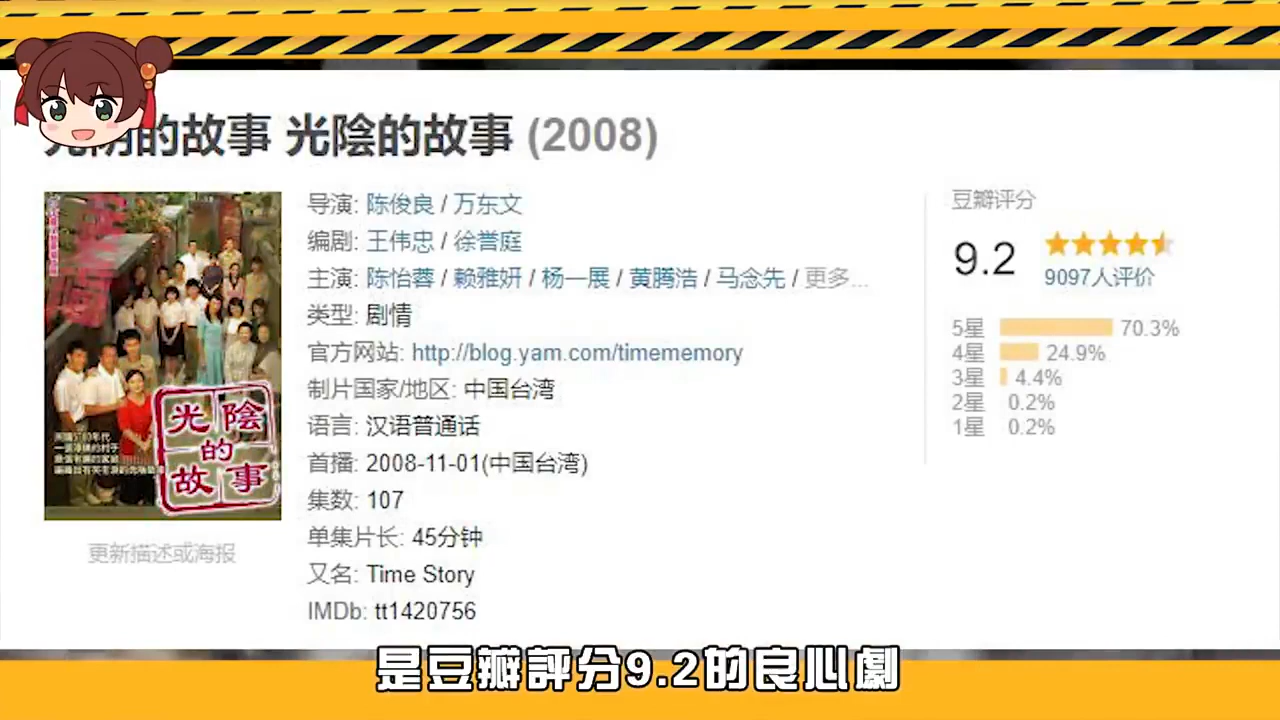 光阴的故事 光陰的故事 (2008)
导演: 陈俊良 / 万东文
编剧: 王伟忠 / 徐誉庭
主演: 陈怡蓉 / 赖雅妍 / 杨一展 / 黄腾浩 / 马念先 / 更多...
类型: 剧情
官方网站: http://blog.yam.com/timememory
制片国家/地区: 中国台湾
语言: 汉语普通话
首播: 2008-11-01(中国台湾)
集数: 107
单集片长: 45分钟
又名: Time Story
IMDb: tt1420756
豆瓣评分
9.2
9097人评价
5星 70.3%
4星 24.9%
3星 4.4%
2星 0.2%
1星 0.2%
光陰
的
故事
更新描述或海报
是豆瓣評分9.2的良心劇